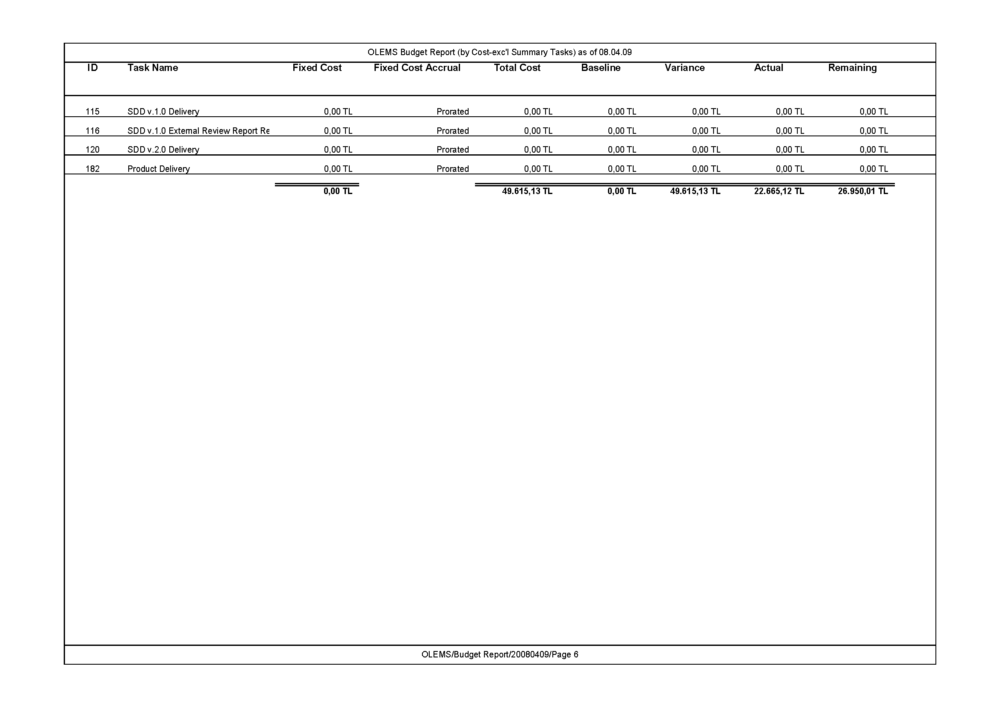 OLEMS Budget Report (by Cost-exc'l Summary Tasks) as of 08.04.09
ID Task Name Fixed Cost Fixed Cost Accrual Total Cost Baseline Variance Actual Remaining
115 SDD v.1.0 Delivery 0,00 TL Prorated 0,00 TL 0,00 TL 0,00 TL 0,00 TL 0,00 TL
116 SDD v.1.0 External Review Report Re 0,00 TL Prorated 0,00 TL 0,00 TL 0,00 TL 0,00 TL 0,00 TL
120 SDD v.2.0 Delivery 0,00 TL Prorated 0,00 TL 0,00 TL 0,00 TL 0,00 TL 0,00 TL
182 Product Delivery 0,00 TL Prorated 0,00 TL 0,00 TL 0,00 TL 0,00 TL 0,00 TL
0,00 TL 49.615,13 TL 0,00 TL 49.615,13 TL 22.665,12 TL 26.950,01 TL
OLEMS/Budget Report/20080409/Page 6